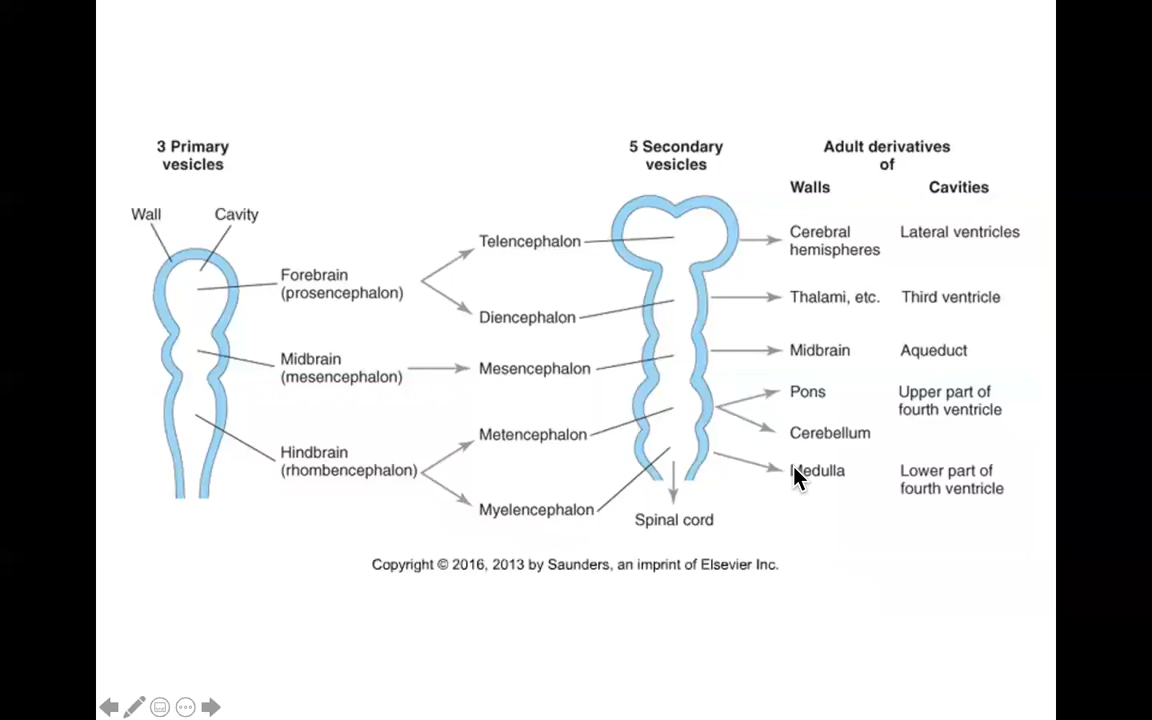 3 Primary
vesicles
5 Secondary
vesicles
Adult derivatives
of
Walls
Cavities
Wall
Cavity
Forebrain
(prosencephalon)
Midbrain
(mesencephalon)
Hindbrain
(rhombencephalon)
Telencephalon
Diencephalon
Mesencephalon
Metencephalon
Myelencephalon
Spinal cord
Cerebral
hemispheres
Lateral ventricles
Thalami, etc.
Third ventricle
Midbrain
Aqueduct
Pons
Cerebellum
Upper part of
fourth ventricle
Medulla
Lower part of
fourth ventricle
Copyright © 2016, 2013 by Saunders, an imprint of Elsevier Inc.